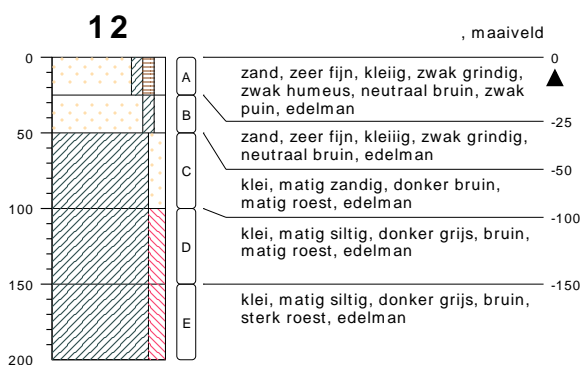 12
, maaiveld
0
50
100
150
200
A
B
C
D
E
0
zand, zeer fijn, kleiig, zwak grindig,
zwak humeus, neutraal bruin, zwak
puin, edelman
-25
zand, zeer fijn, kleiiig, zwak grindig,
neutraal bruin, edelman
-50
klei, matig zandig, donker bruin,
matig roest, edelman
-100
klei, matig siltig, donker grijs, bruin,
matig roest, edelman
-150
klei, matig siltig, donker grijs, bruin,
sterk roest, edelman